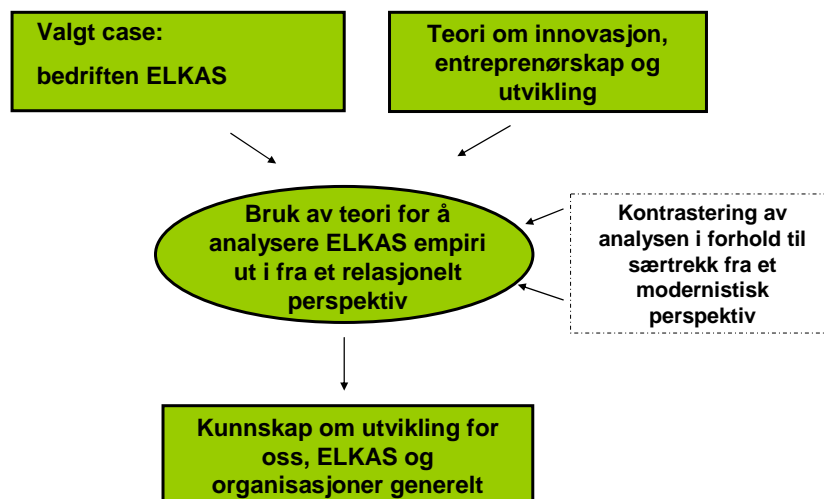 Valgt case:
bedriften ELKAS
Teori om innovasjon,
entreprenørskap og
utvikling
Bruk av teori for å
analysere ELKAS empiri
ut i fra et relasjonelt
perspektiv
Kontrastering av
analysen i forhold til
særtrekk fra et
modernistisk
perspektiv
Kunnskap om utvikling for
oss, ELKAS og
organisasjoner generelt